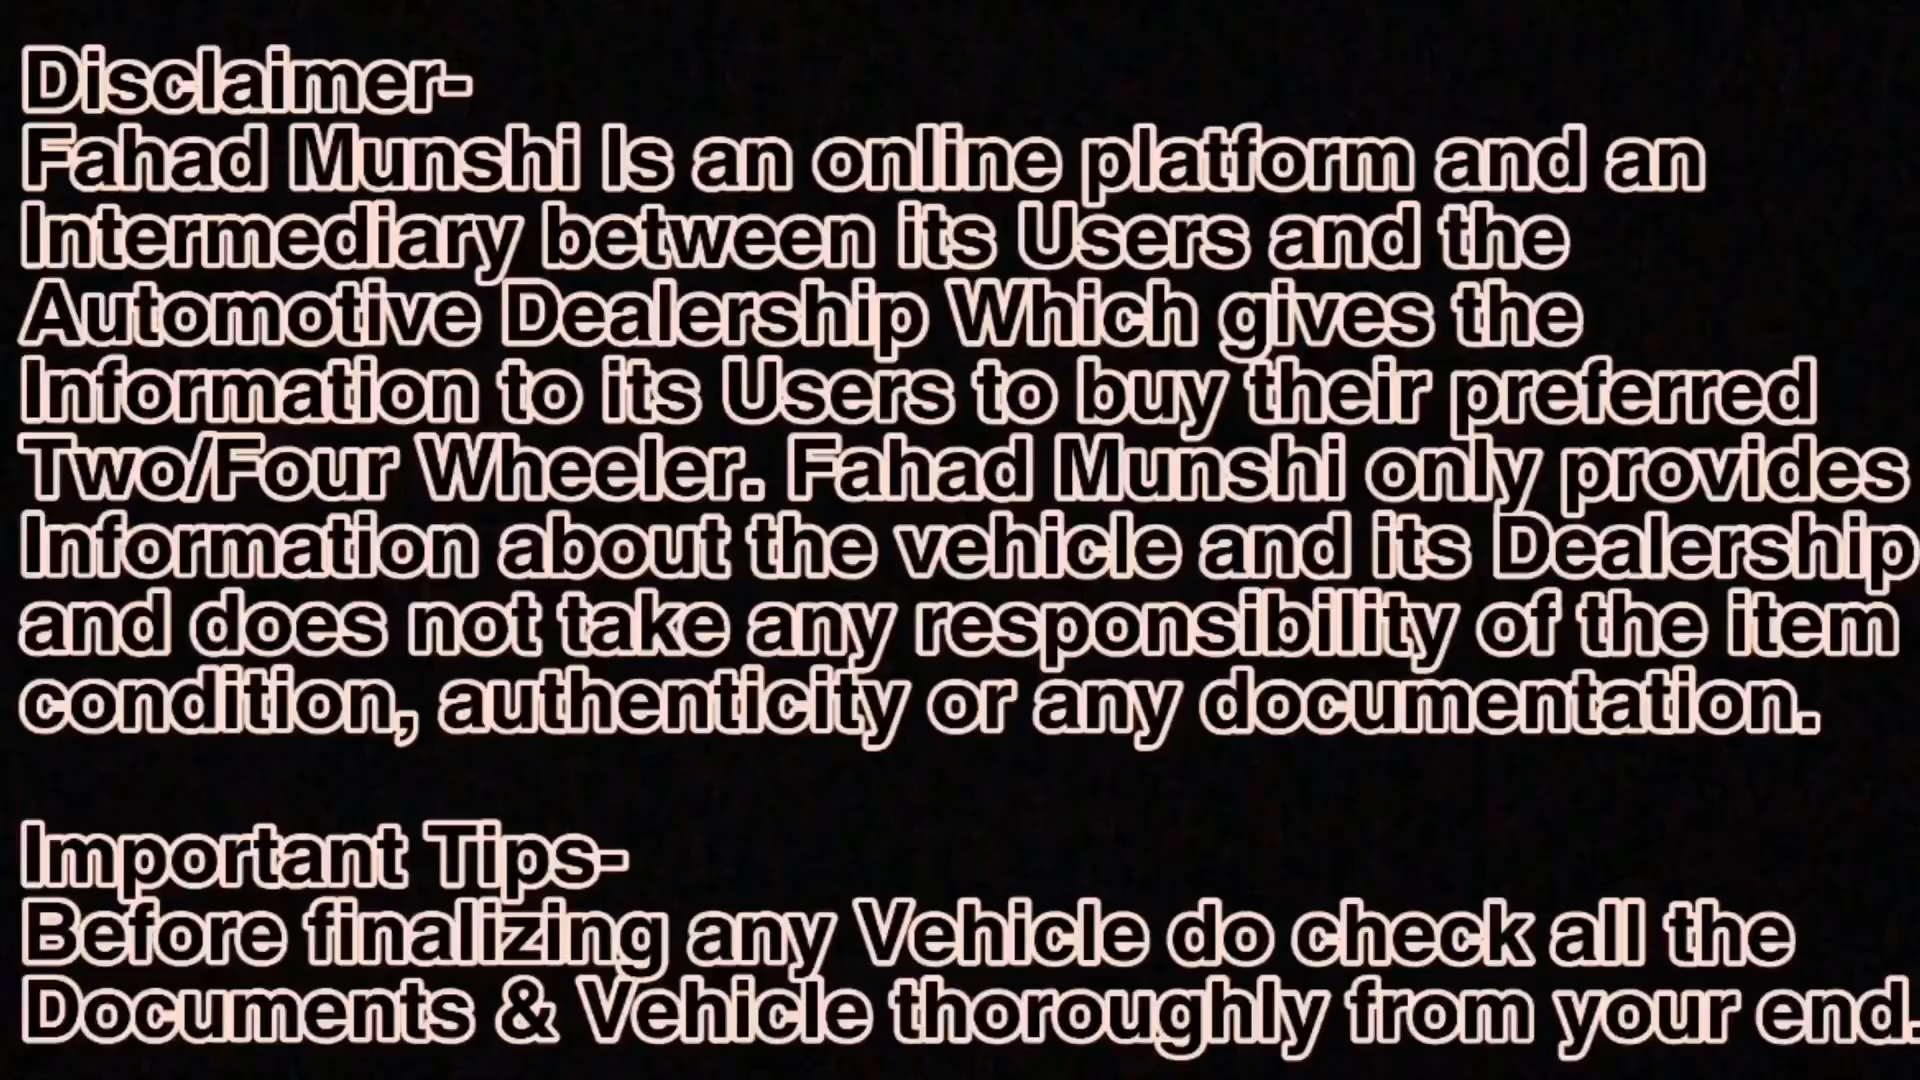 Disclaimer-
Fahad Munshi Is an online platform and an
Intermediary between its Users and the
Automotive Dealership Which gives the
Information to its Users to buy their preferred
Two/Four Wheeler. Fahad Munshi only provides
Information about the vehicle and its Dealership
and does not take any responsibility of the item
condition, authenticity or any documentation.
Important Tips-
Before finalizing any Vehicle do check all the
Documents & Vehicle thoroughly from your end.